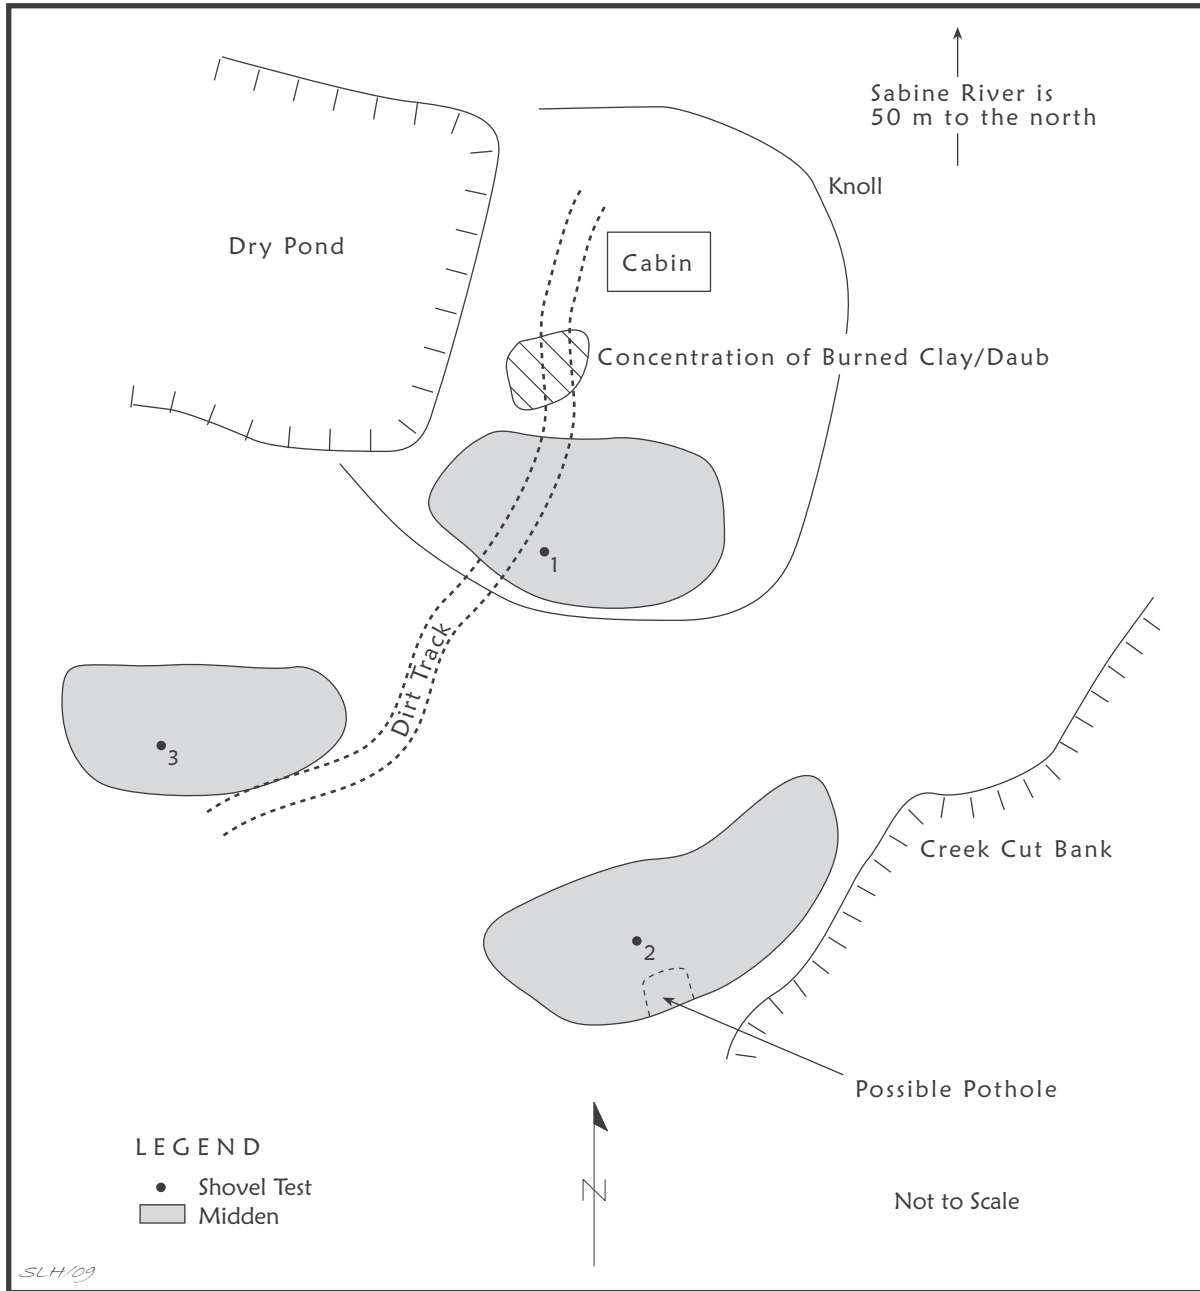 Sabine River is
50 m to the north
Knoll
Dry Pond
Cabin
Concentration of Burned Clay/Daub
1
Dirt Track
3
2
Creek Cut Bank
Possible Pothole
LEGEND
Shovel Test
Midden
N
Not to Scale
SLH/09